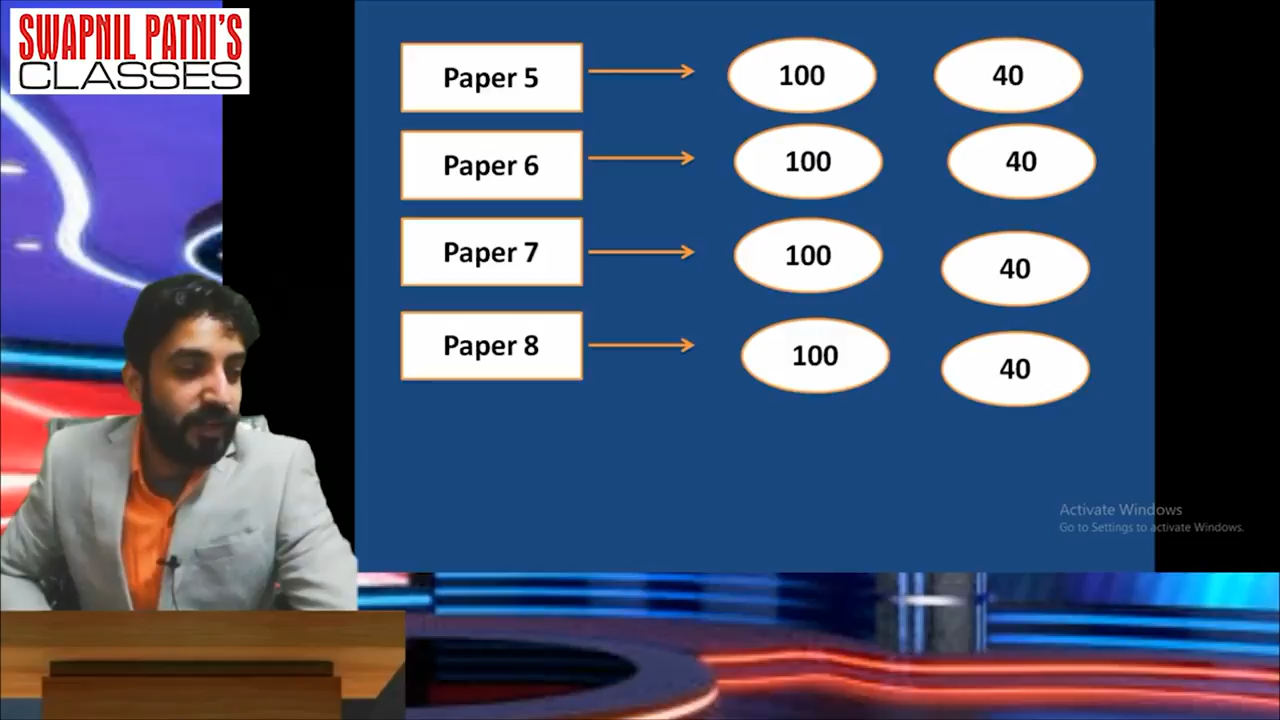 SWAPNIL PATNI'S
CLASSES
Paper 5 100 40
Paper 6 100 40
Paper 7 100 40
Paper 8 100 40
Activate Windows
Go to Settings to activate Windows.